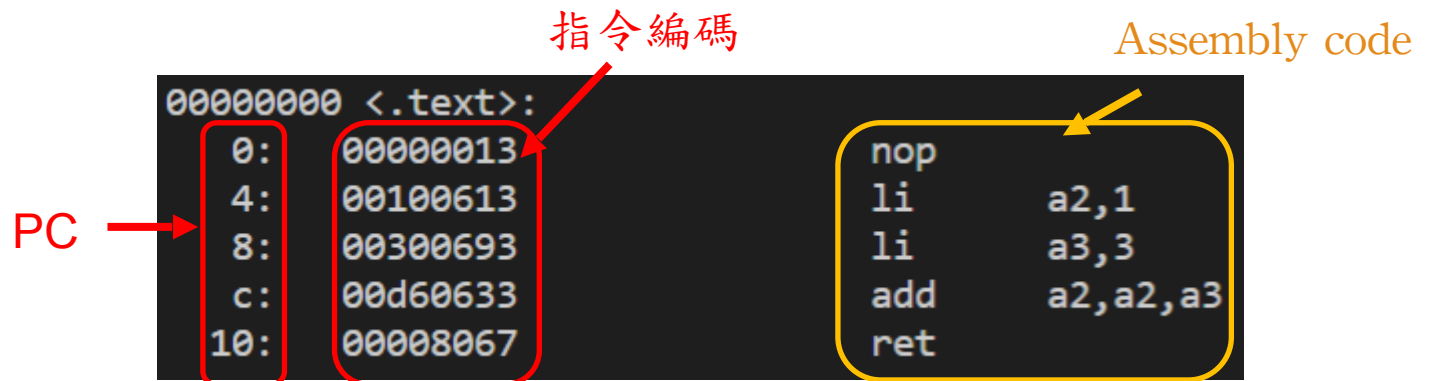 指令編碼
Assembly code
00000000 <.text>:
0: 00000013 nop
4: 00100613 li a2,1
PC
8: 00300693 li a3,3
c: 00d60633 add a2,a2,a3
10: 00008067 ret